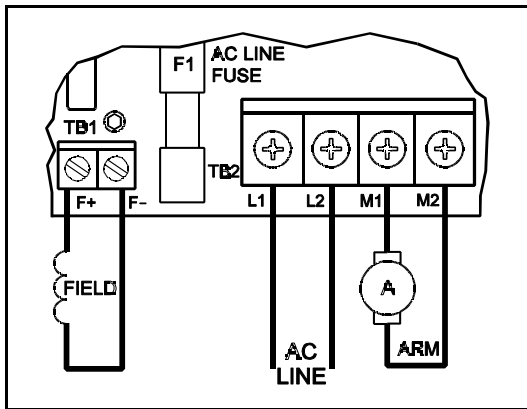 F1
AC LINE
FUSE
TB1
TB2
F+
F-
L1
L2
M1
M2
FIELD
A
AC
LINE
ARM